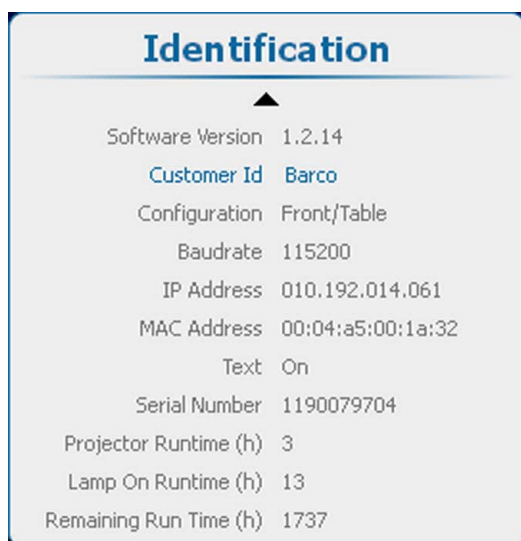 Identification
Software Version 1.2.14
Customer Id Barco
Configuration Front/Table
Baudrate 115200
IP Address 010.192.014.061
MAC Address 00:04:a5:00:1a:32
Text On
Serial Number 1190079704
Projector Runtime (h) 3
Lamp On Runtime (h) 13
Remaining Run Time (h) 1737